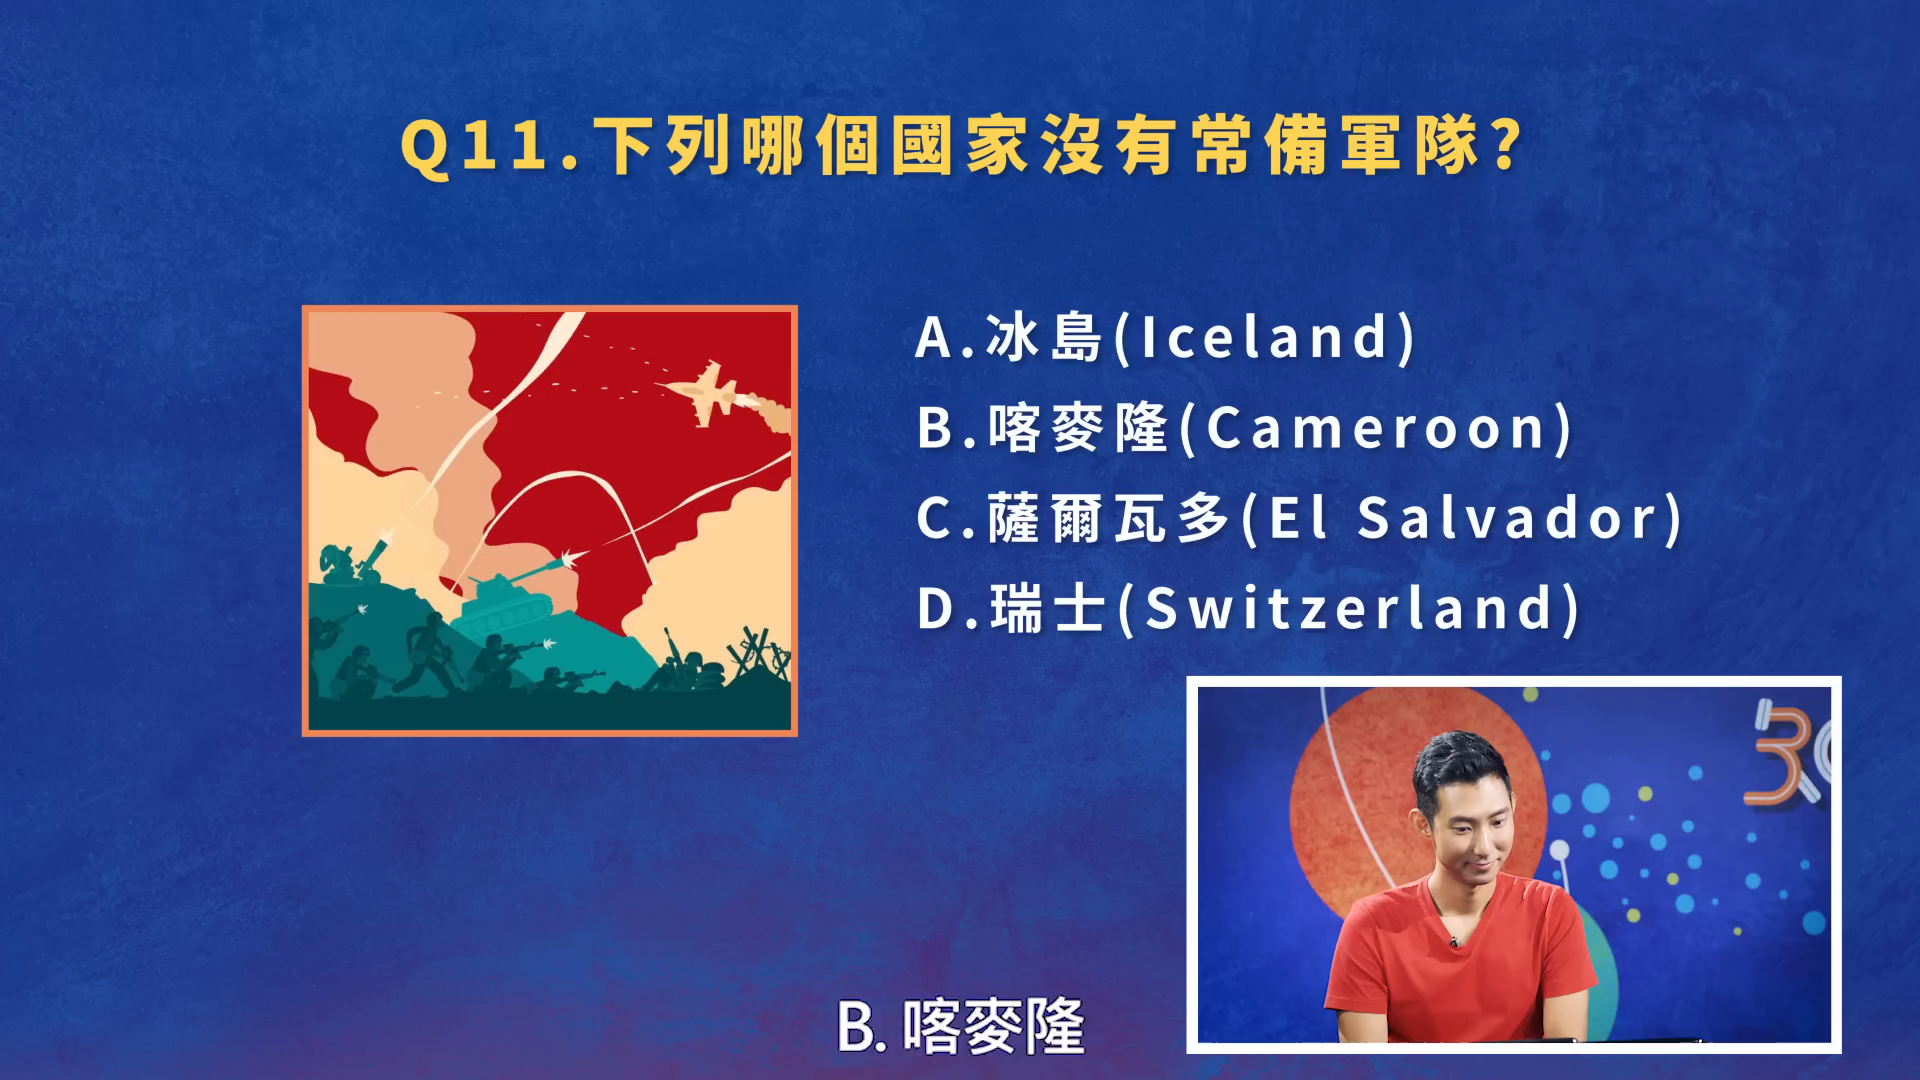 Q11.下列哪個國家沒有常備軍隊?
A.冰島(Iceland)
B.喀麥隆(Cameroon)
C.薩爾瓦多(El Salvador)
D.瑞士(Switzerland)
B. 喀麥隆